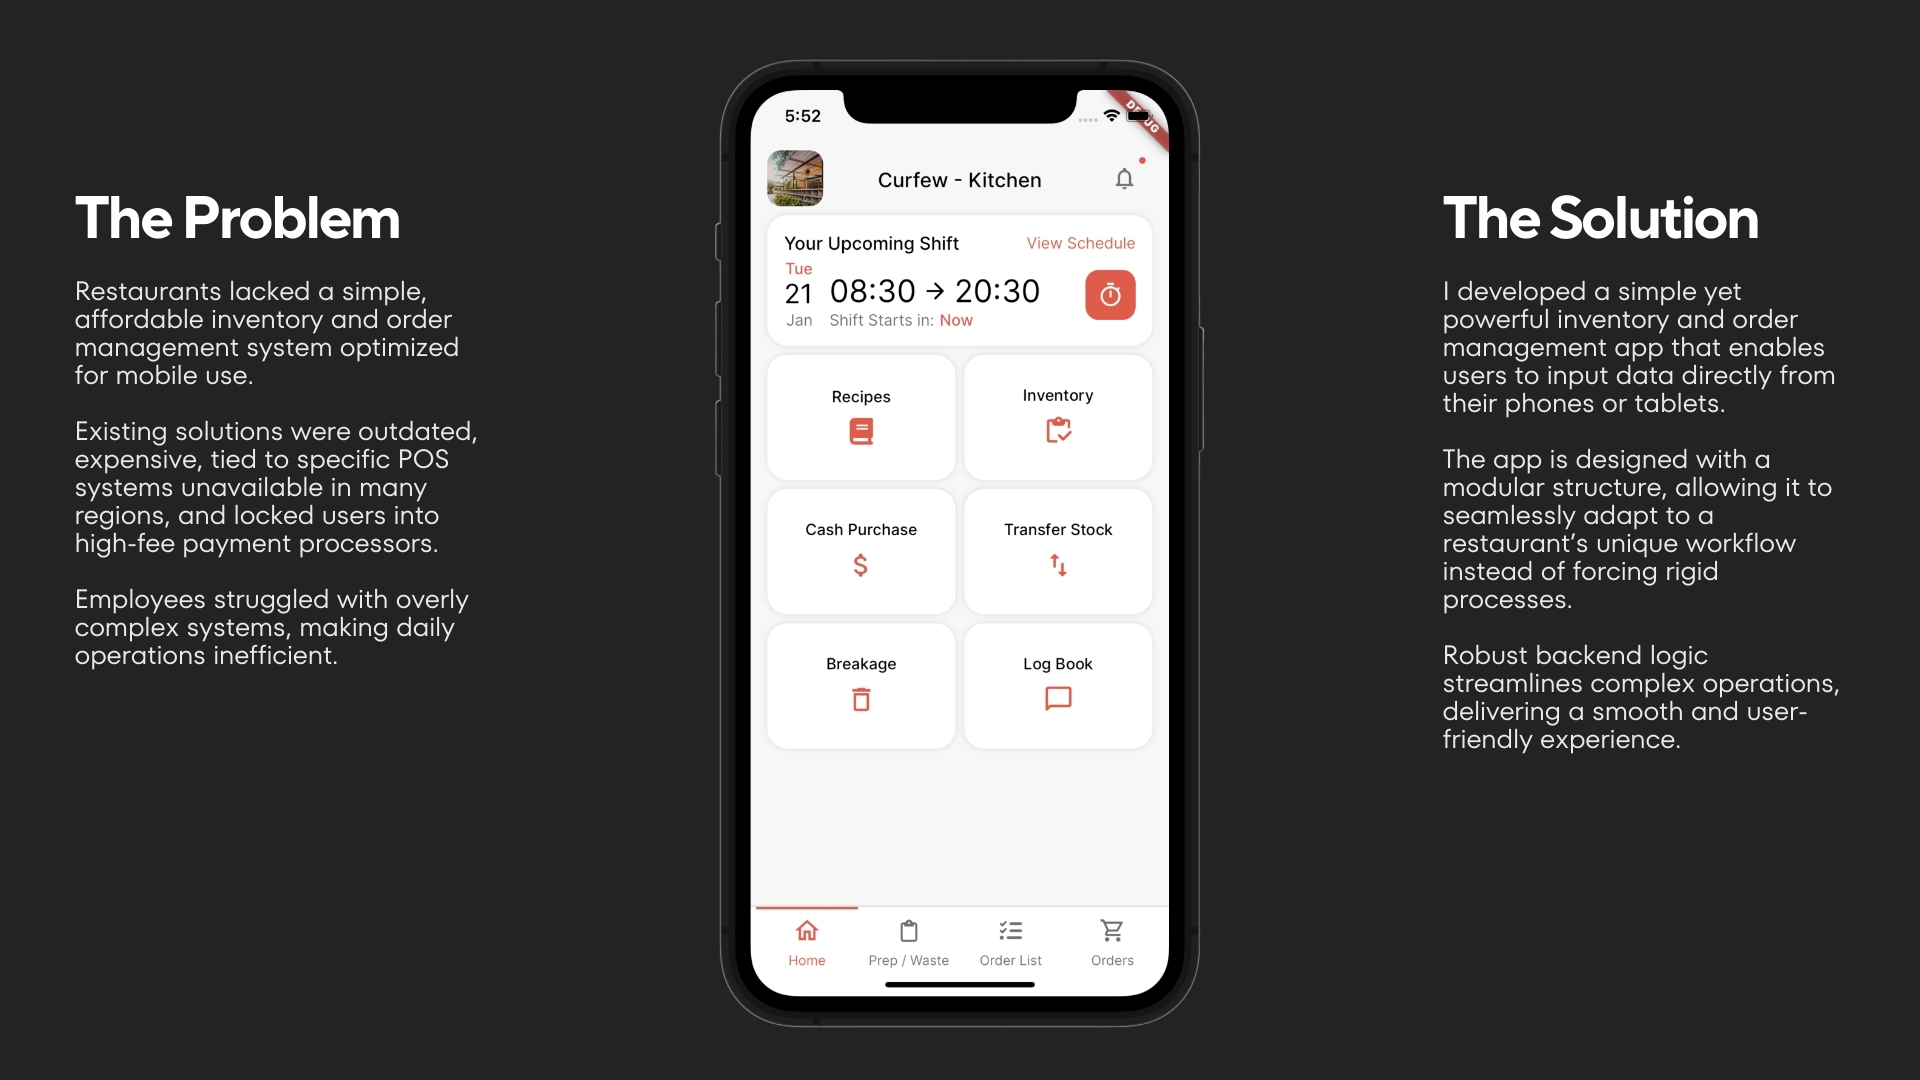 The Problem
Restaurants lacked a simple,
affordable inventory and order
management system optimized
for mobile use.
Existing solutions were outdated,
expensive, tied to specific POS
systems unavailable in many
regions, and locked users into
high-fee payment processors.
Employees struggled with overly
complex systems, making daily
operations inefficient.
5:52
DEBUG
Curfew - Kitchen
Your Upcoming Shift
View Schedule
Tue
21
Jan
08:30 → 20:30
Shift Starts in: Now
Recipes
Inventory
Cash Purchase
Transfer Stock
Breakage
Log Book
Home
Prep / Waste
Order List
Orders
The Solution
I developed a simple yet
powerful inventory and order
management app that enables
users to input data directly from
their phones or tablets.
The app is designed with a
modular structure, allowing it to
seamlessly adapt to a
restaurant’s unique workflow
instead of forcing rigid
processes.
Robust backend logic
streamlines complex operations,
delivering a smooth and user-
friendly experience.